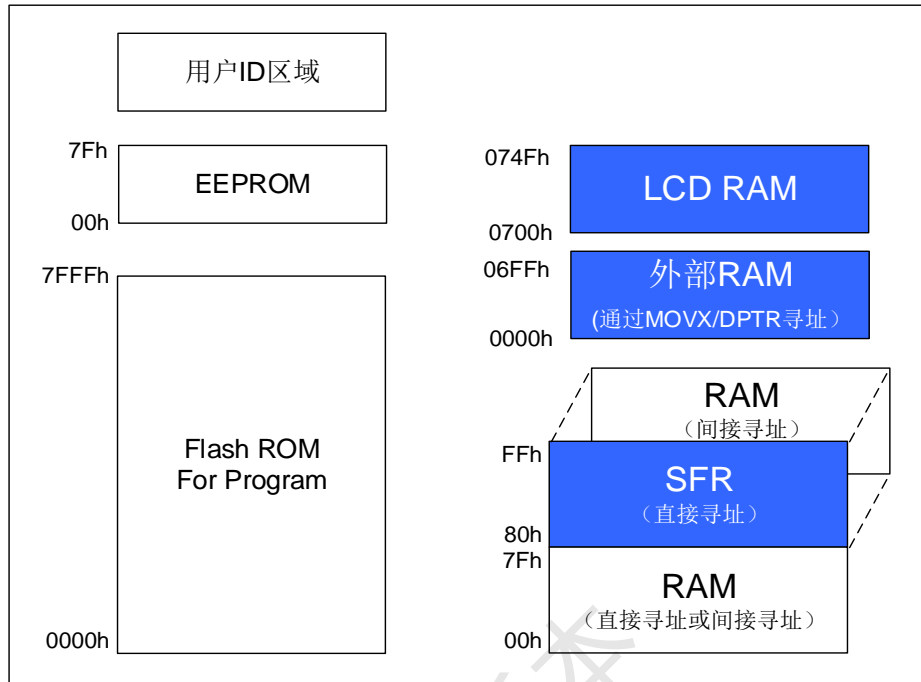 用户ID区域
7Fh
EEPROM
00h
7FFFh
Flash ROM
For Program
0000h
074Fh
LCD RAM
0700h
06FFh
外部RAM
(通过MOVX/DPTR寻址）
0000h
RAM
（间接寻址）
FFh
SFR
（直接寻址）
80h
7Fh
RAM
（直接寻址或间接寻址）
00h
本